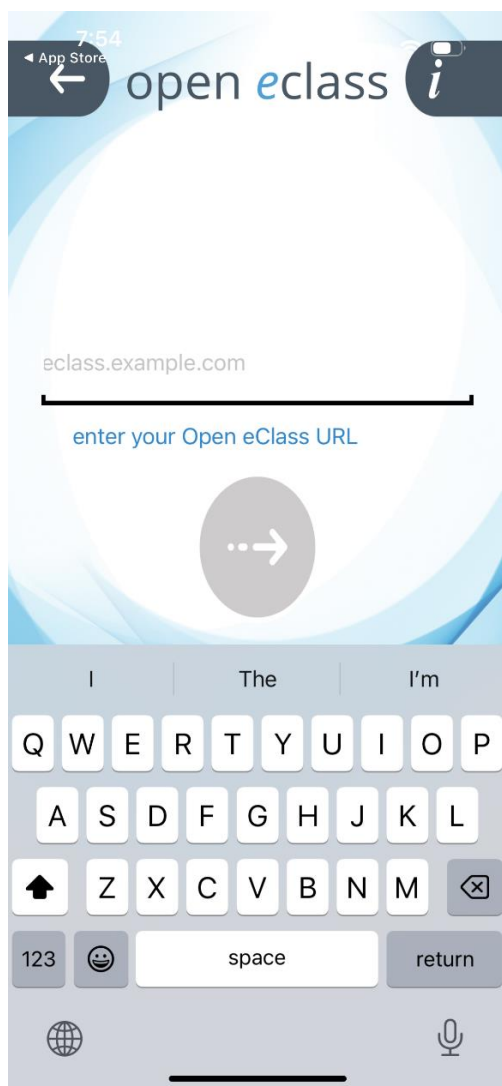 7:54
◀ App Store
open eclass
i
eclass.example.com
enter your Open eClass URL
I The I'm
Q W E R T Y U I O P
A S D F G H J K L
Z X C V B N M
123 space return